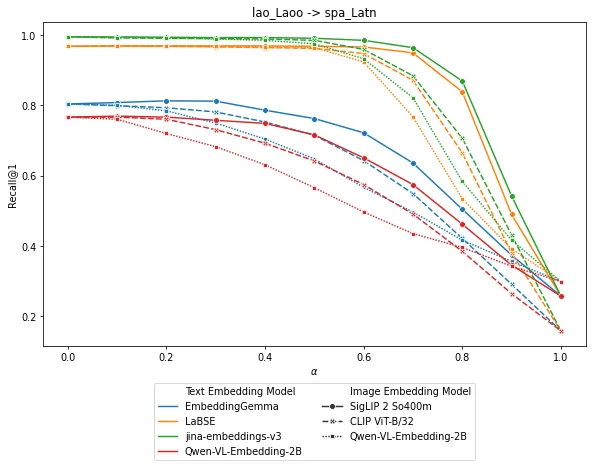 lao_Laoo -> spa_Latn
Recall@1
1.0
0.8
0.6
0.4
0.2
0.0
0.2
0.4
0.6
0.8
1.0
α
Text Embedding Model
EmbeddingGemma
LaBSE
jina-embeddings-v3
Qwen-VL-Embedding-2B
Image Embedding Model
SigLIP 2 So400m
CLIP ViT-B/32
Qwen-VL-Embedding-2B